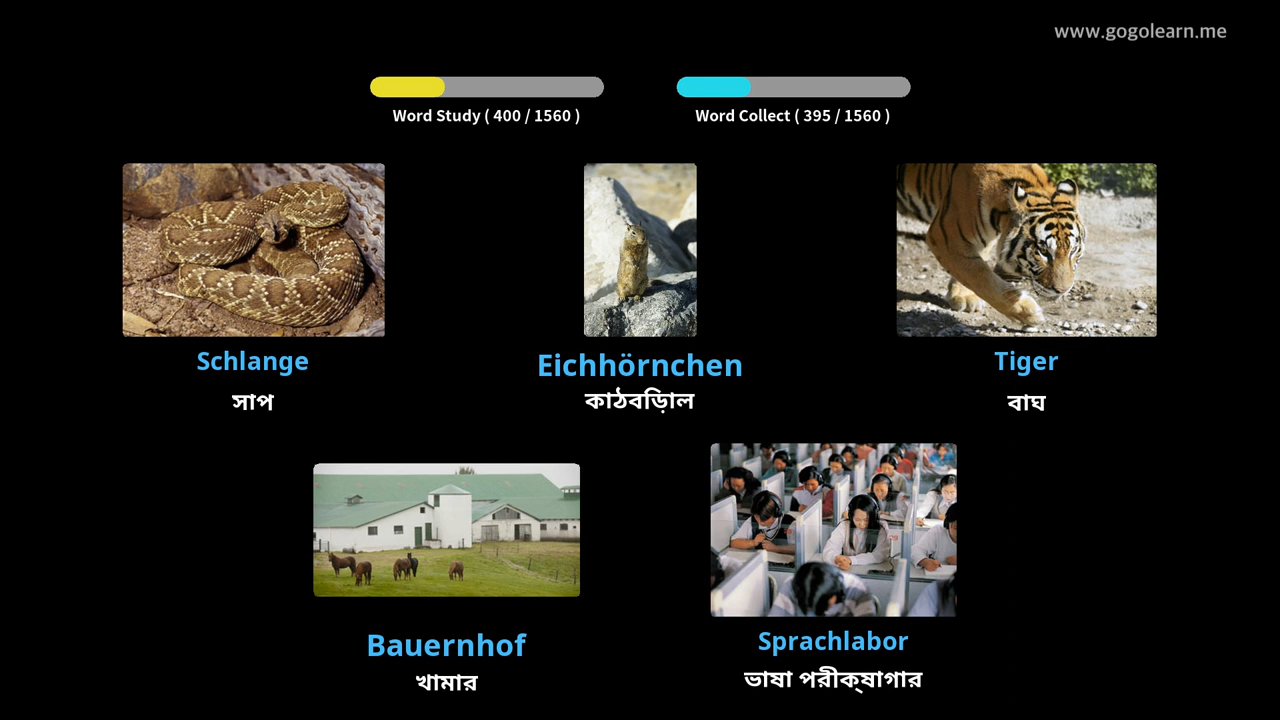 www.gogolearn.me
Word Study ( 400 / 1560 )
Word Collect ( 395 / 1560 )
Schlange
সাপ
Eichhörnchen
কাঠবড়িাল
Tiger
বাঘ
Bauernhof
খামার
Sprachlabor
ভাষা পরীক্ষাগার